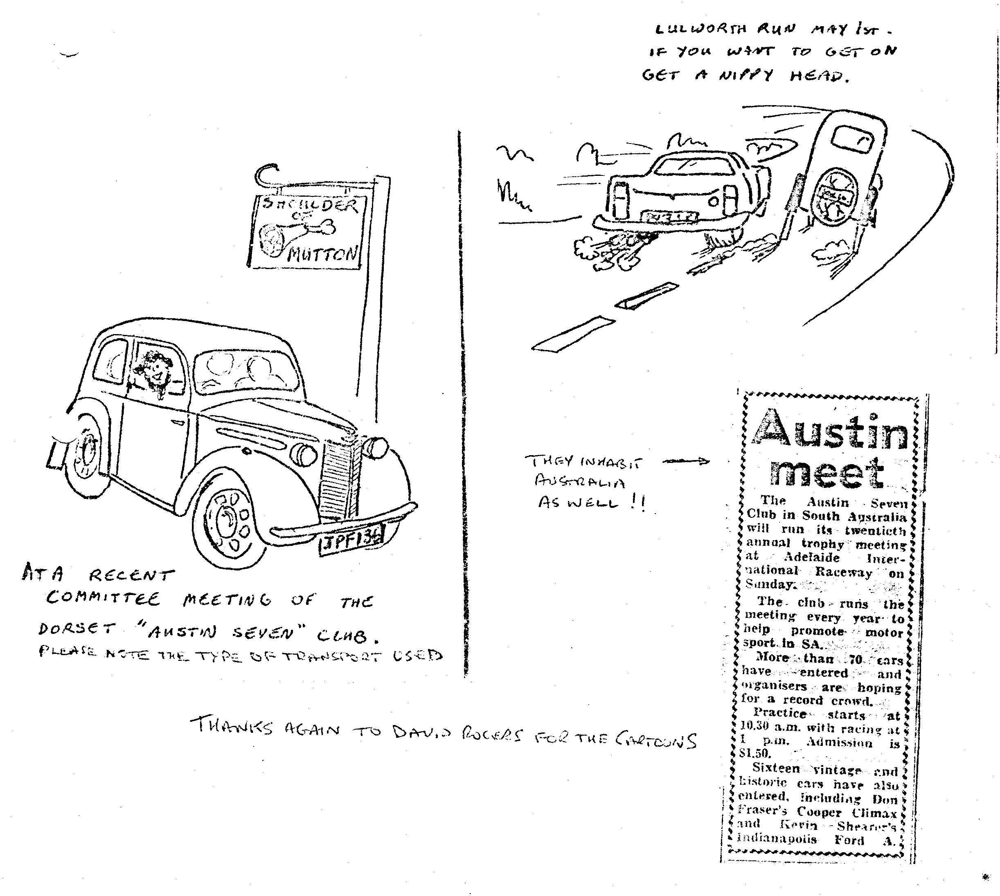 LULWORTH RUN MAY 1ST.
IF YOU WANT TO GET ON
GET A NIPPY HEAD.
SHOULDER
OF
MUTTON
JPF 136
AT A RECENT
COMMITTEE MEETING OF THE
DORSET "AUSTIN SEVEN" CLUB.
PLEASE NOTE THE TYPE OF TRANSPORT USED
THEY INHABIT
AUSTRALIA
AS WELL !!
Austin
meet
The Austin Seven
Club in South Australia
will run its twentieth
annual trophy meeting
at Adelaide Inter-
national Raceway on
Sunday.
The club runs the
meeting every year to
help promote motor
sport in SA.
More than 70 cars
have entered and
organisers are hoping
for a record crowd.
Practice starts at
10.30 a.m. with racing at
1 p.m. Admission is
$1.50.
Sixteen vintage and
historic cars have also
entered, including Don
Fraser's Cooper Climax
and Kevin Shearer's
Indianapolis Ford A.
THANKS AGAIN TO DAVID ROGERS FOR THE CARTOONS